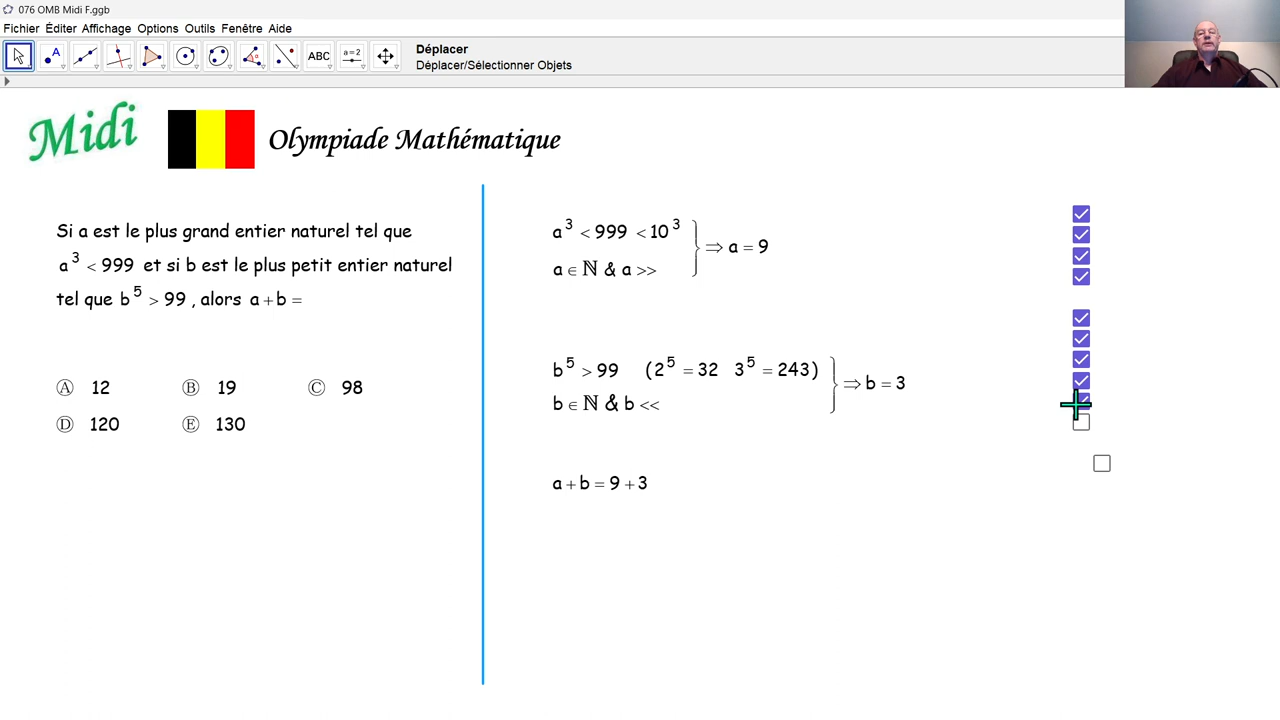 076 OMB Midi F.ggb
Fichier Éditer Affichage Options Outils Fenêtre Aide
A ABC a=2 Déplacer
Déplacer/Sélectionner Objets
Midi Olympiade Mathématique
Si a est le plus grand entier naturel tel que
a³ < 999 et si b est le plus petit entier naturel
tel que b⁵ > 99 , alors a + b =
Ⓐ 12 Ⓑ 19 Ⓒ 98
Ⓓ 120 Ⓔ 130
a³ < 999 < 10³
a ∈ ℕ & a >>
⇒ a = 9
b⁵ > 99 (2⁵ = 32 3⁵ = 243)
b ∈ ℕ & b <<
⇒ b = 3
a + b = 9 + 3